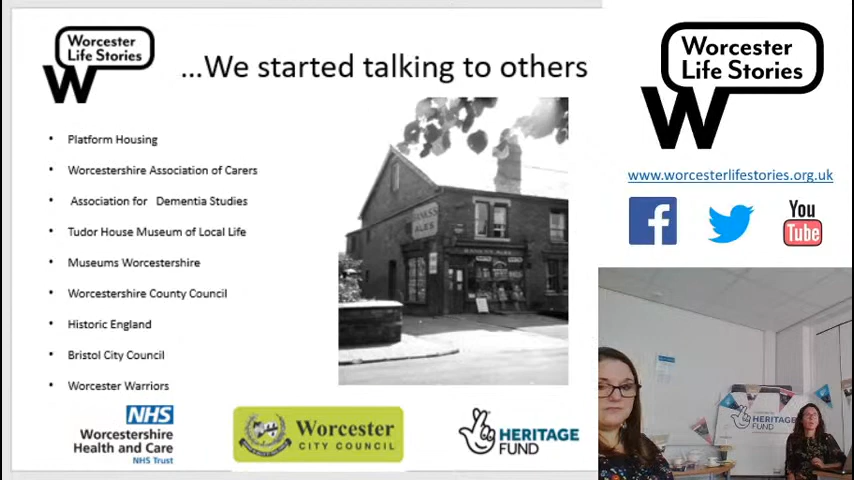 Worcester
Life Stories
...We started talking to others
• Platform Housing
• Worcestershire Association of Carers
• Association for Dementia Studies
• Tudor House Museum of Local Life
• Museums Worcestershire
• Worcestershire County Council
• Historic England
• Bristol City Council
• Worcester Warriors
ALES
NHS
Worcestershire
Health and Care
NHS Trust
Worcester
CITY COUNCIL
HERITAGE
FUND
Worcester
Life Stories
W
www.worcesterlifestories.org.uk
You
Tube
HERITAGE
FUND